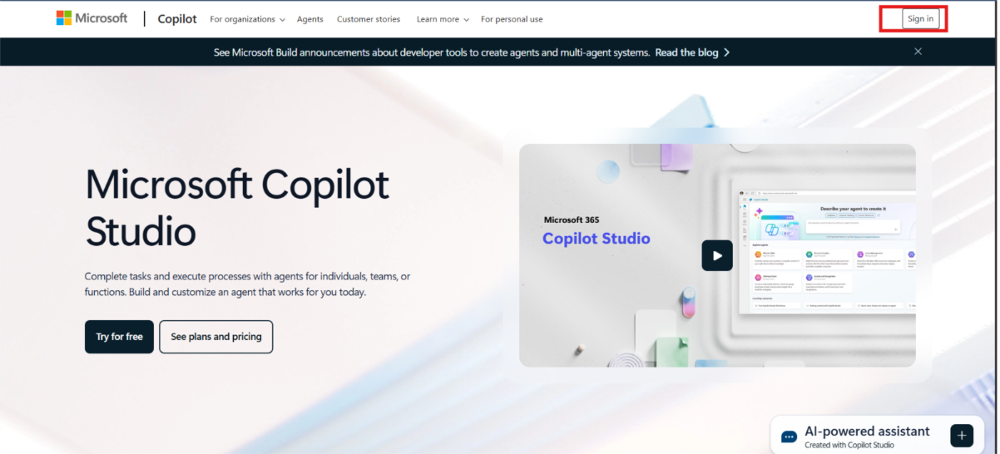 Microsoft Copilot For organizations Agents Customer stories Learn more For personal use Sign in
See Microsoft Build announcements about developer tools to create agents and multi-agent systems. Read the blog
Microsoft Copilot
Studio
Complete tasks and execute processes with agents for individuals, teams, or
functions. Build and customize an agent that works for you today.
Try for free See plans and pricing
Microsoft 365
Copilot Studio
Describe your agent to create it
AI-powered assistant
Created with Copilot Studio